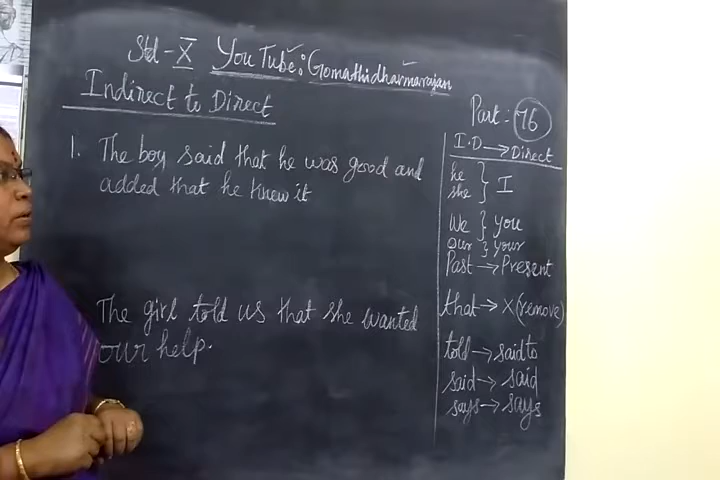 Std - X YouTube: Gomathidharmarajan
Indirect to Direct
Part: 76
1. The boy said that he was good and
added that he knew it
The girl told us that she wanted
our help.
I.D → Direct
he
she } I
We } you
Our } your
Past → Present
that → X (remove)
told → said to
said → said
says → says